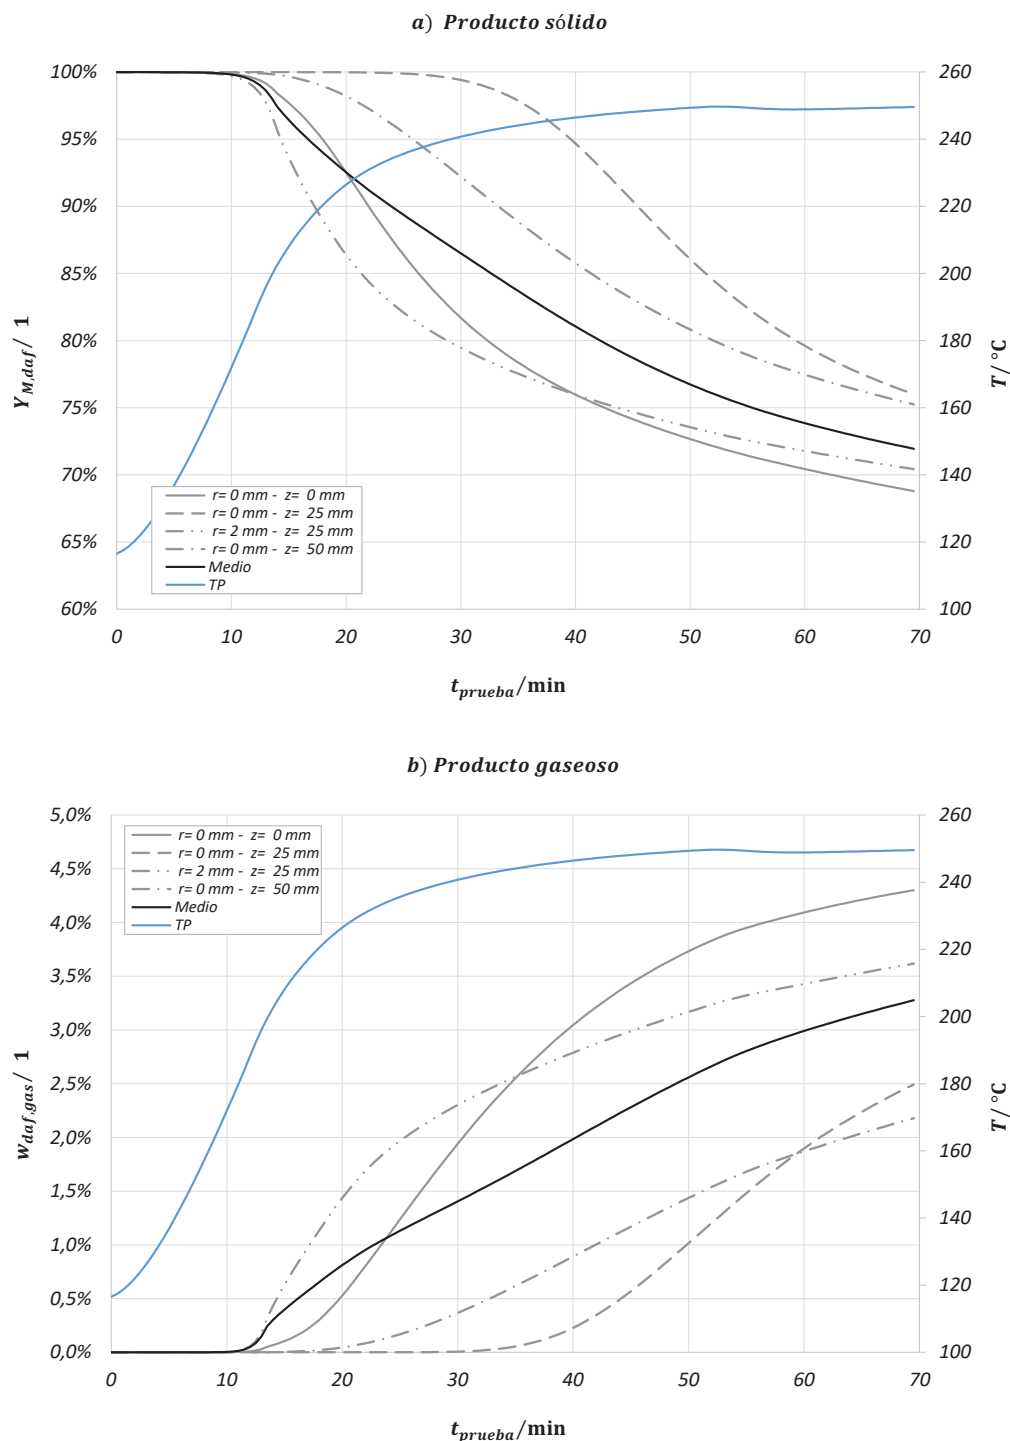 a) Producto sólido
100%
95%
90%
85%
80%
75%
70%
65%
60%
260
240
220
200
180
160
140
120
100
Y_M,daf/ 1
T/ °C
r= 0 mm - z= 0 mm
r= 0 mm - z= 25 mm
r= 2 mm - z= 25 mm
r= 0 mm - z= 50 mm
Medio
TP
0 10 20 30 40 50 60 70
t_prueba/min
b) Producto gaseoso
5,0%
4,5%
4,0%
3,5%
3,0%
2,5%
2,0%
1,5%
1,0%
0,5%
0,0%
260
240
220
200
180
160
140
120
100
w_daf,gas/ 1
T/ °C
r= 0 mm - z= 0 mm
r= 0 mm - z= 25 mm
r= 2 mm - z= 25 mm
r= 0 mm - z= 50 mm
Medio
TP
0 10 20 30 40 50 60 70
t_prueba/min